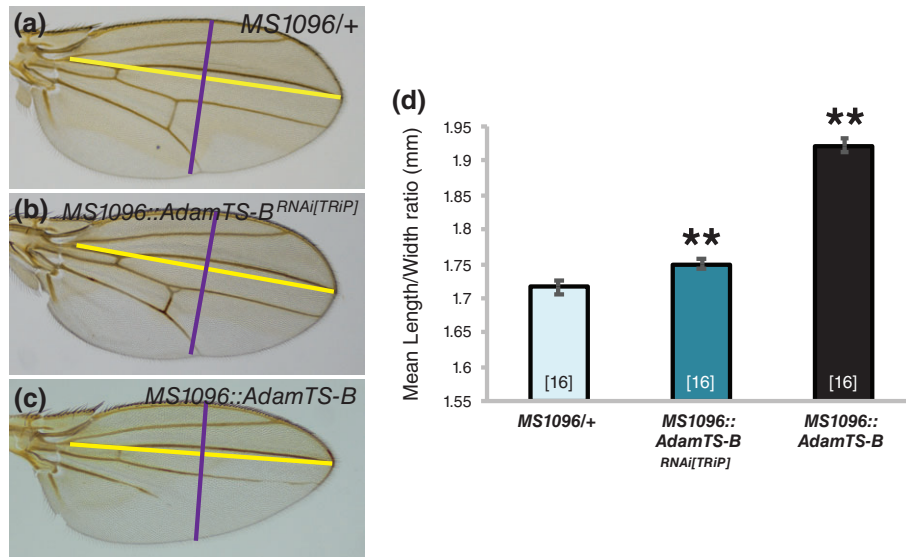 (a) MS1096/+
(b) MS1096::AdamTS-B RNAi[TRiP]
(c) MS1096::AdamTS-B
(d)
Mean Length/Width ratio (mm)
1.95
1.9
1.85
1.8
1.75
1.7
1.65
1.6
1.55
**
**
[16]
[16]
[16]
MS1096/+
MS1096::
AdamTS-B
RNAi[TRiP]
MS1096::
AdamTS-B